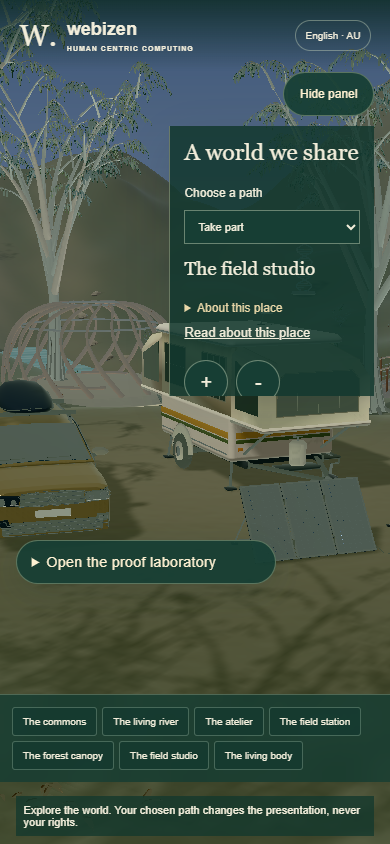 W. webizen
HUMAN CENTRIC COMPUTING
English · AU
Hide panel
A world we share
Choose a path
Take part
The field studio
About this place
Read about this place
+ -
Open the proof laboratory
The commons The living river The atelier The field station
The forest canopy The field studio The living body
Explore the world. Your chosen path changes the presentation, never
your rights.